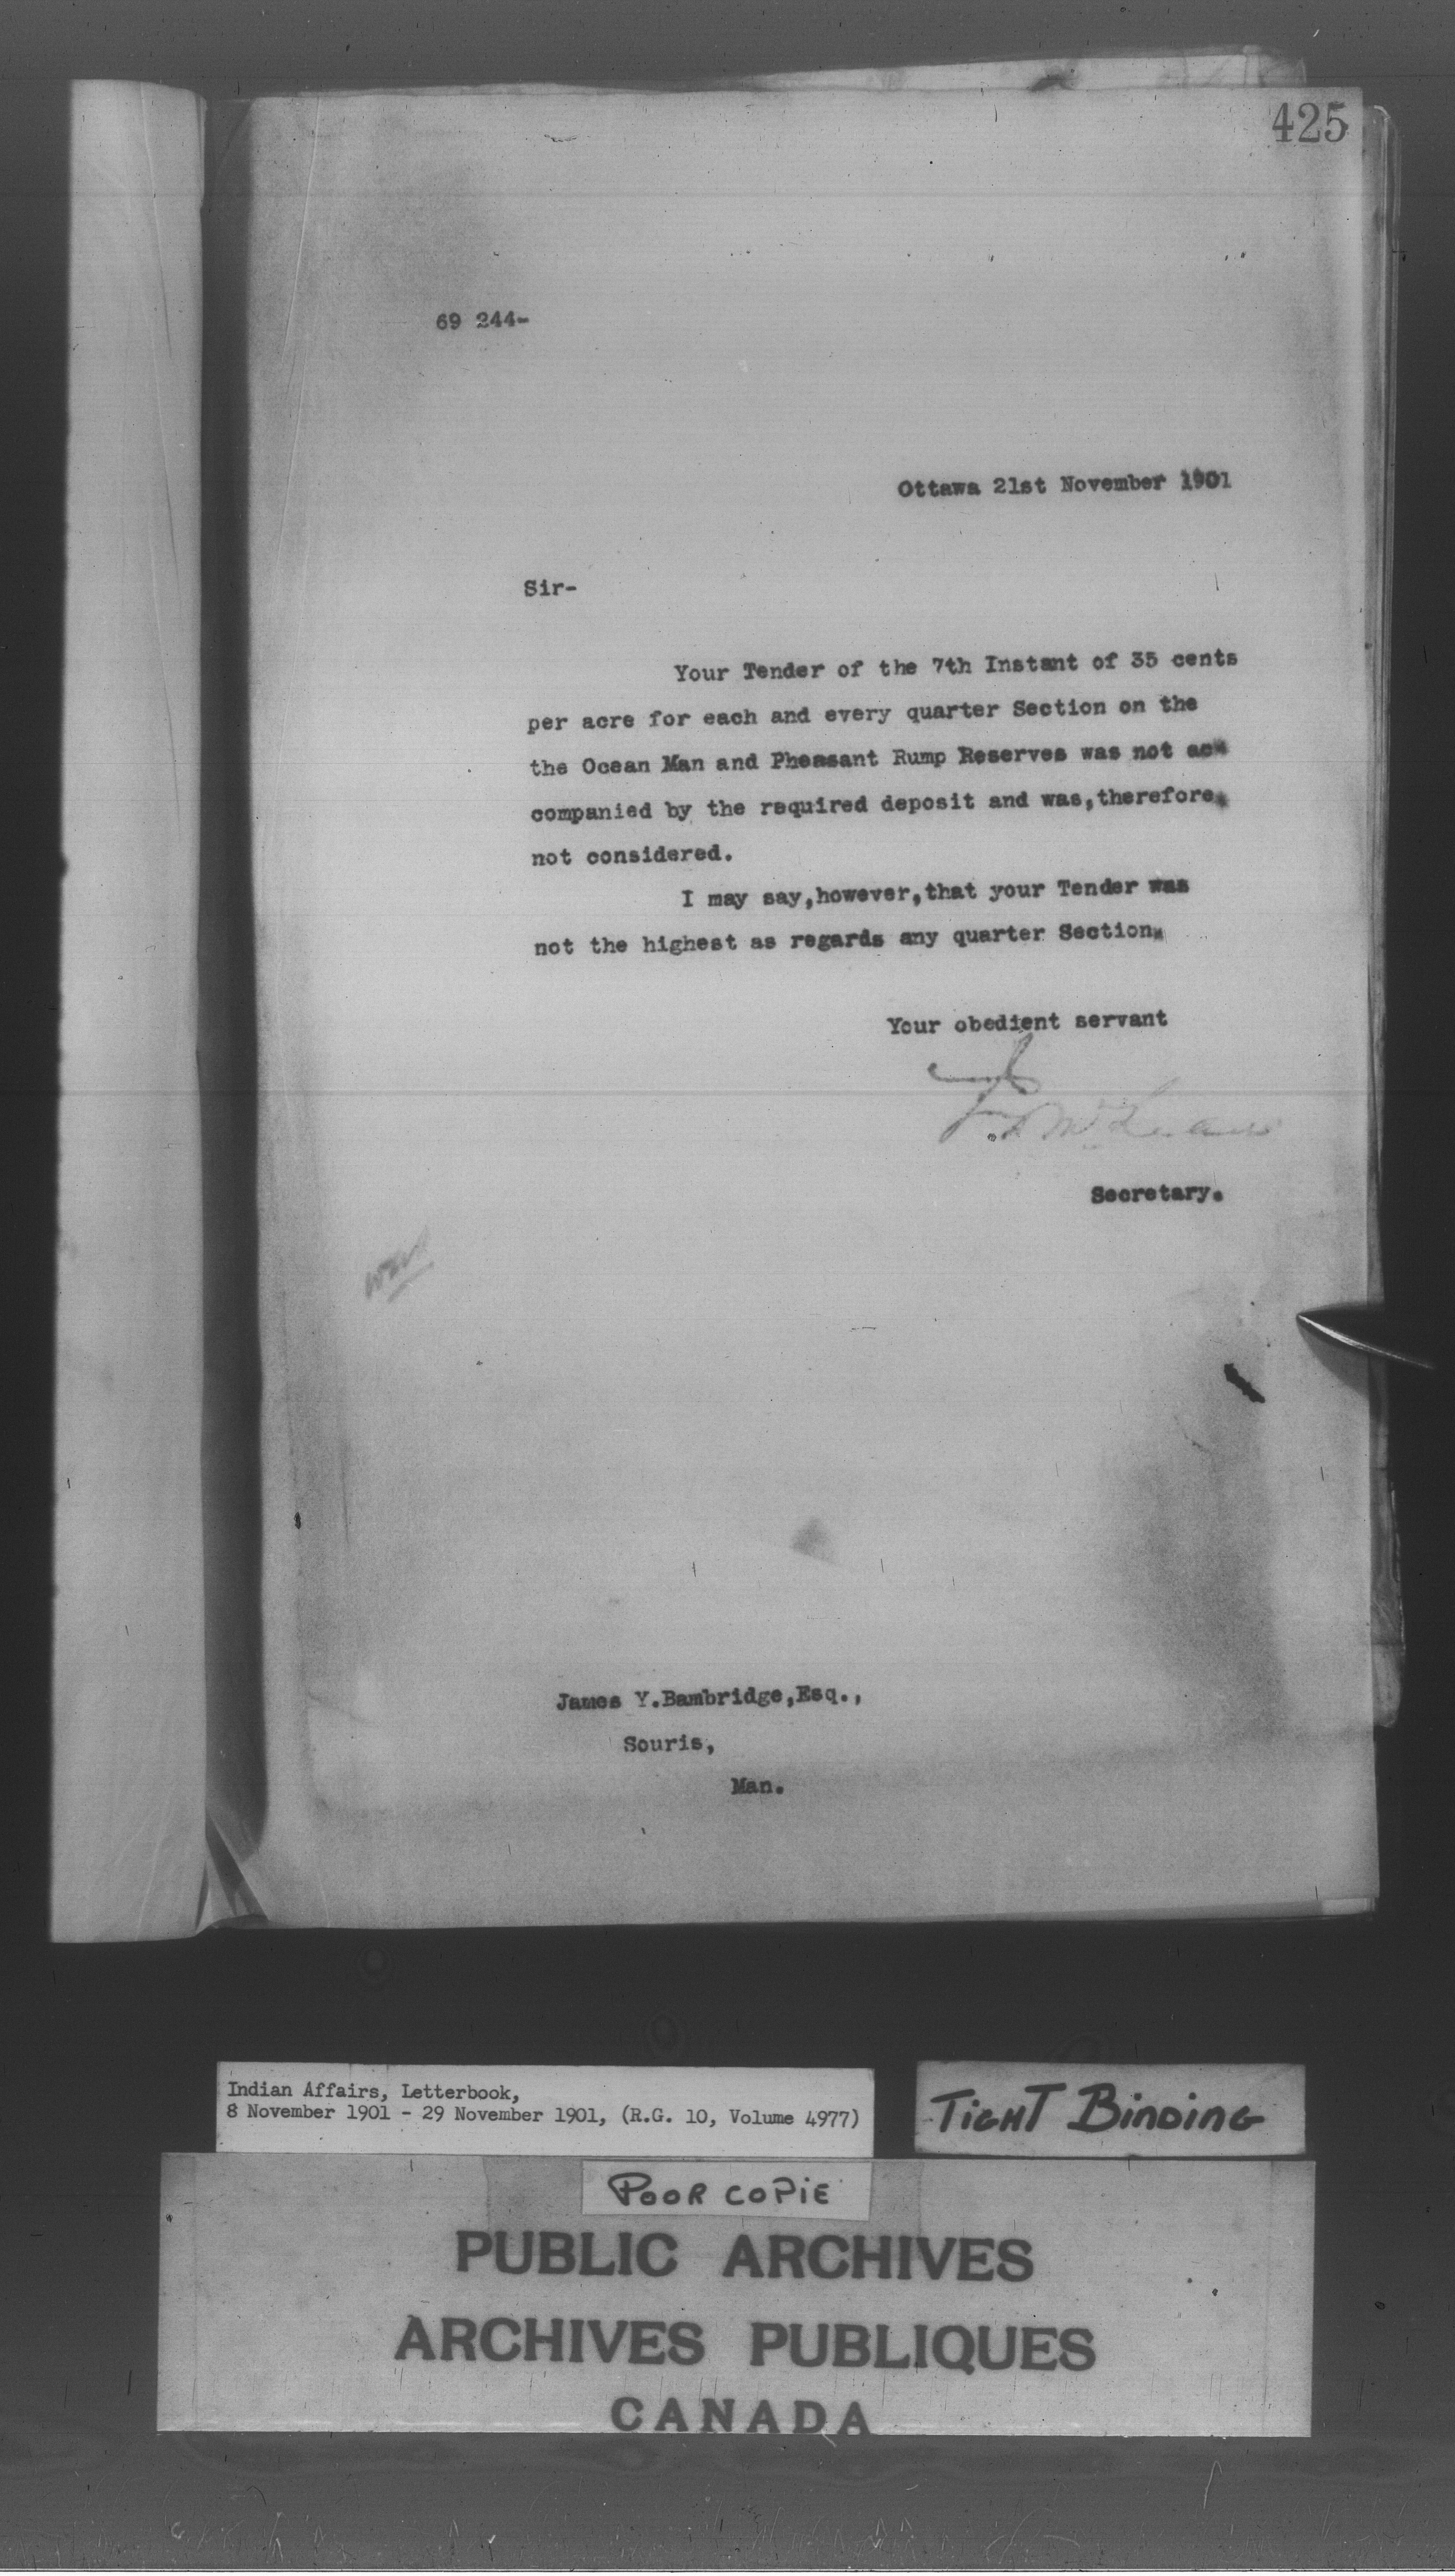 425
69 244-
Ottawa 21st November 1901
Sir-
Your Tender of the 7th Instant of 35 cents
per acre for each and every quarter Section on the
the Ocean Man and Pheasant Rump Reserves was not ac-
companied by the required deposit and was,therefore,
not considered.
I may say,however,that your Tender was
not the highest as regards any quarter Section.
Your obedient servant
McLean
Secretary.
James Y.Bambridge,Esq.,
Souris,
Man.
Indian Affairs, Letterbook,
8 November 1901 - 29 November 1901, (R.G. 10, Volume 4977)
TIGHT BINDING
POOR COPIE
PUBLIC ARCHIVES
ARCHIVES PUBLIQUES
CANADA